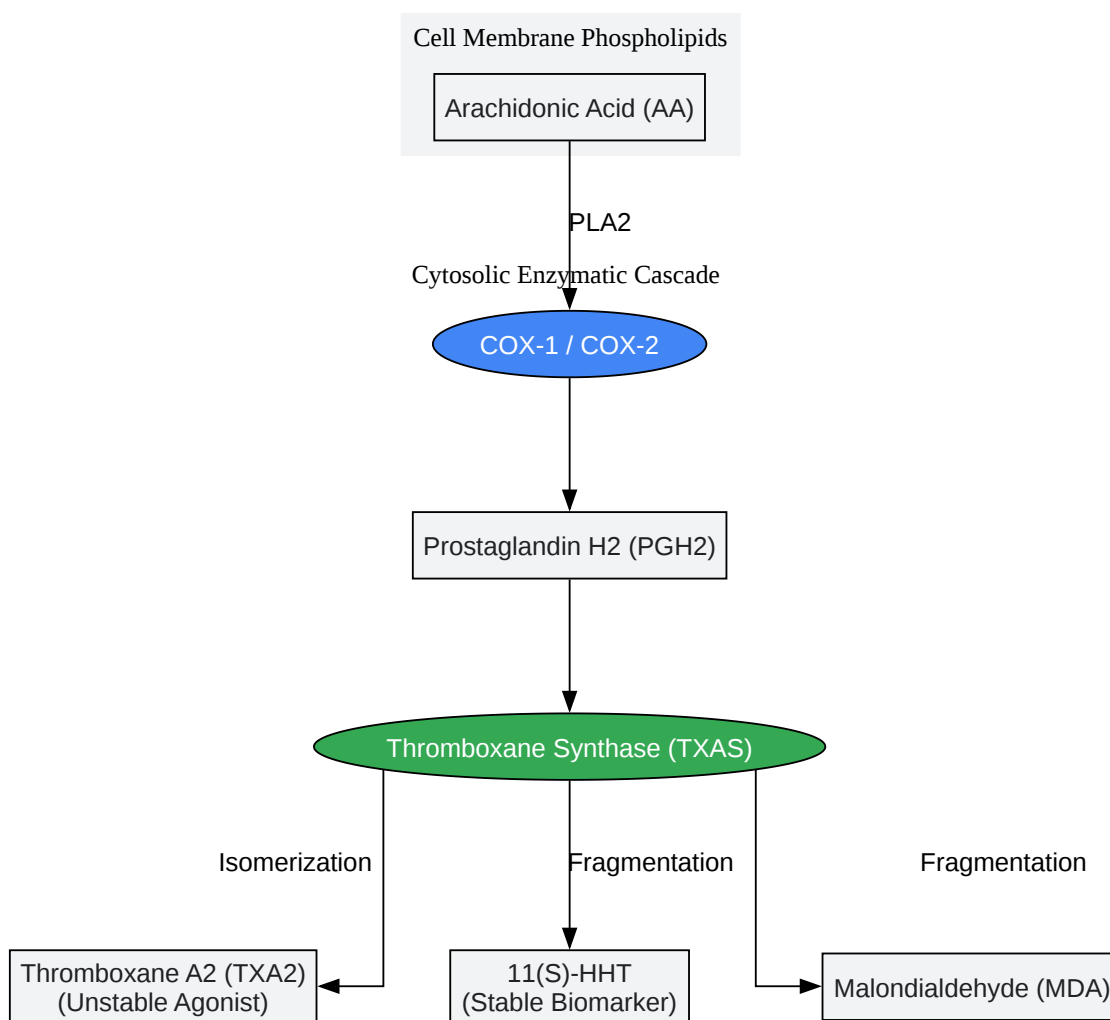 Cell Membrane Phospholipids
Arachidonic Acid (AA)
PLA2
Cytosolic Enzymatic Cascade
COX-1 / COX-2
Prostaglandin H2 (PGH2)
Thromboxane Synthase (TXAS)
Isomerization
Fragmentation
Fragmentation
Thromboxane A2 (TXA2)
(Unstable Agonist)
11(S)-HHT
(Stable Biomarker)
Malondialdehyde (MDA)